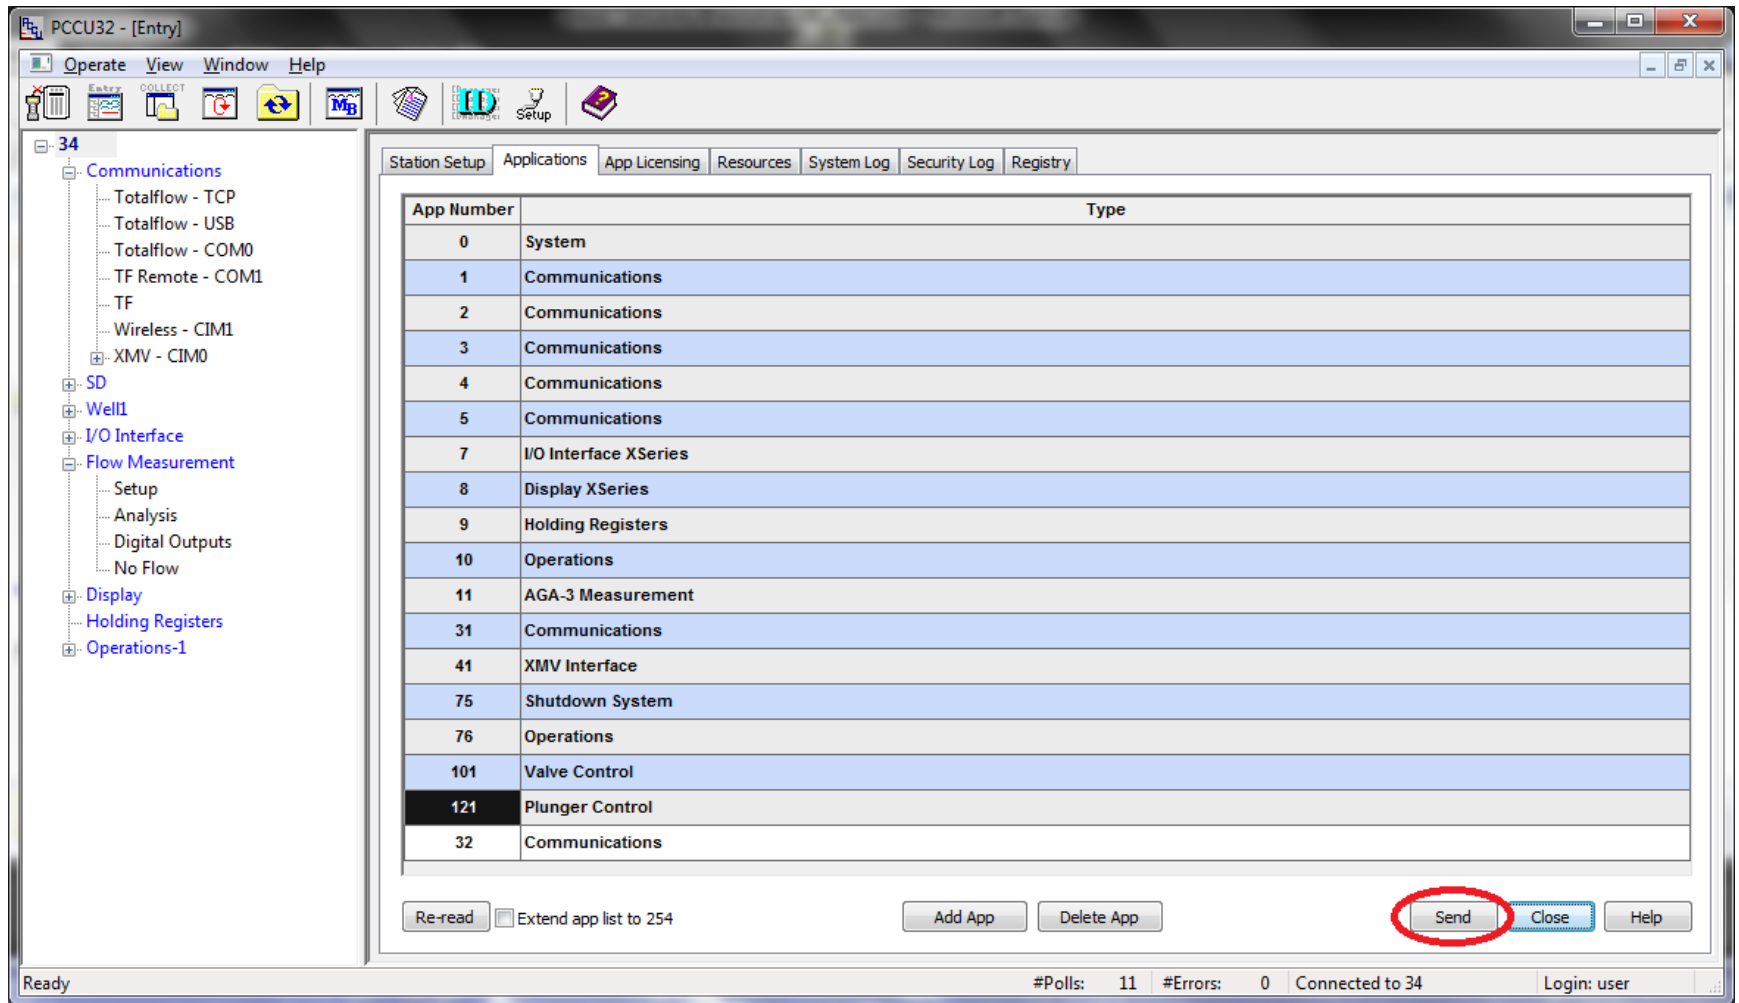 PCCU32 - [Entry]
Operate View Window Help
Entry COLLECT MB ID Setup
34
Communications
Totalflow - TCP
Totalflow - USB
Totalflow - COM0
TF Remote - COM1
TF
Wireless - CIM1
XMV - CIM0
SD
Well1
I/O Interface
Flow Measurement
Setup
Analysis
Digital Outputs
No Flow
Display
Holding Registers
Operations-1
Station Setup Applications App Licensing Resources System Log Security Log Registry
App Number Type
0 System
1 Communications
2 Communications
3 Communications
4 Communications
5 Communications
7 I/O Interface XSeries
8 Display XSeries
9 Holding Registers
10 Operations
11 AGA-3 Measurement
31 Communications
41 XMV Interface
75 Shutdown System
76 Operations
101 Valve Control
121 Plunger Control
32 Communications
Re-read Extend app list to 254 Add App Delete App Send Close Help
Ready #Polls: 11 #Errors: 0 Connected to 34 Login: user